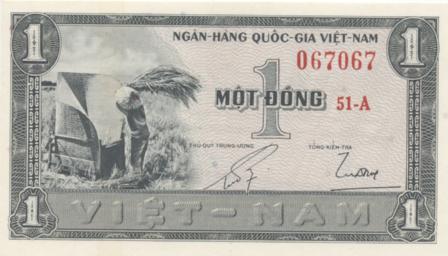 1 NGÂN-HÀNG QUỐC-GIA VIỆT-NAM 1
067067
1
MỘT ĐỒNG 51-A
THỦ-QUỸ TRUNG-ƯƠNG TỔNG-KIỂM-TRA
1 VIỆT-NAM 1